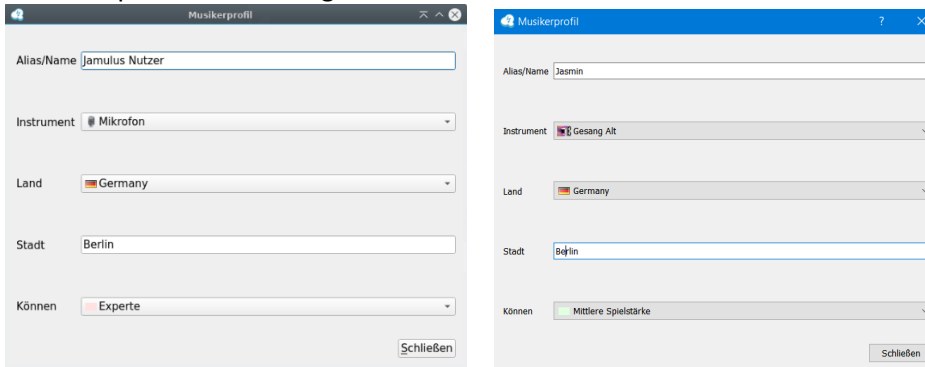 Musikerprofil
Alias/Name Jamulus Nutzer
Instrument Mikrofon
Land Germany
Stadt Berlin
Können Experte
Schließen
Musikerprofil ?
Alias/Name Jasmin
Instrument Gesang Alt
Land Germany
Stadt Berlin
Können Mittlere Spielstärke
Schließen